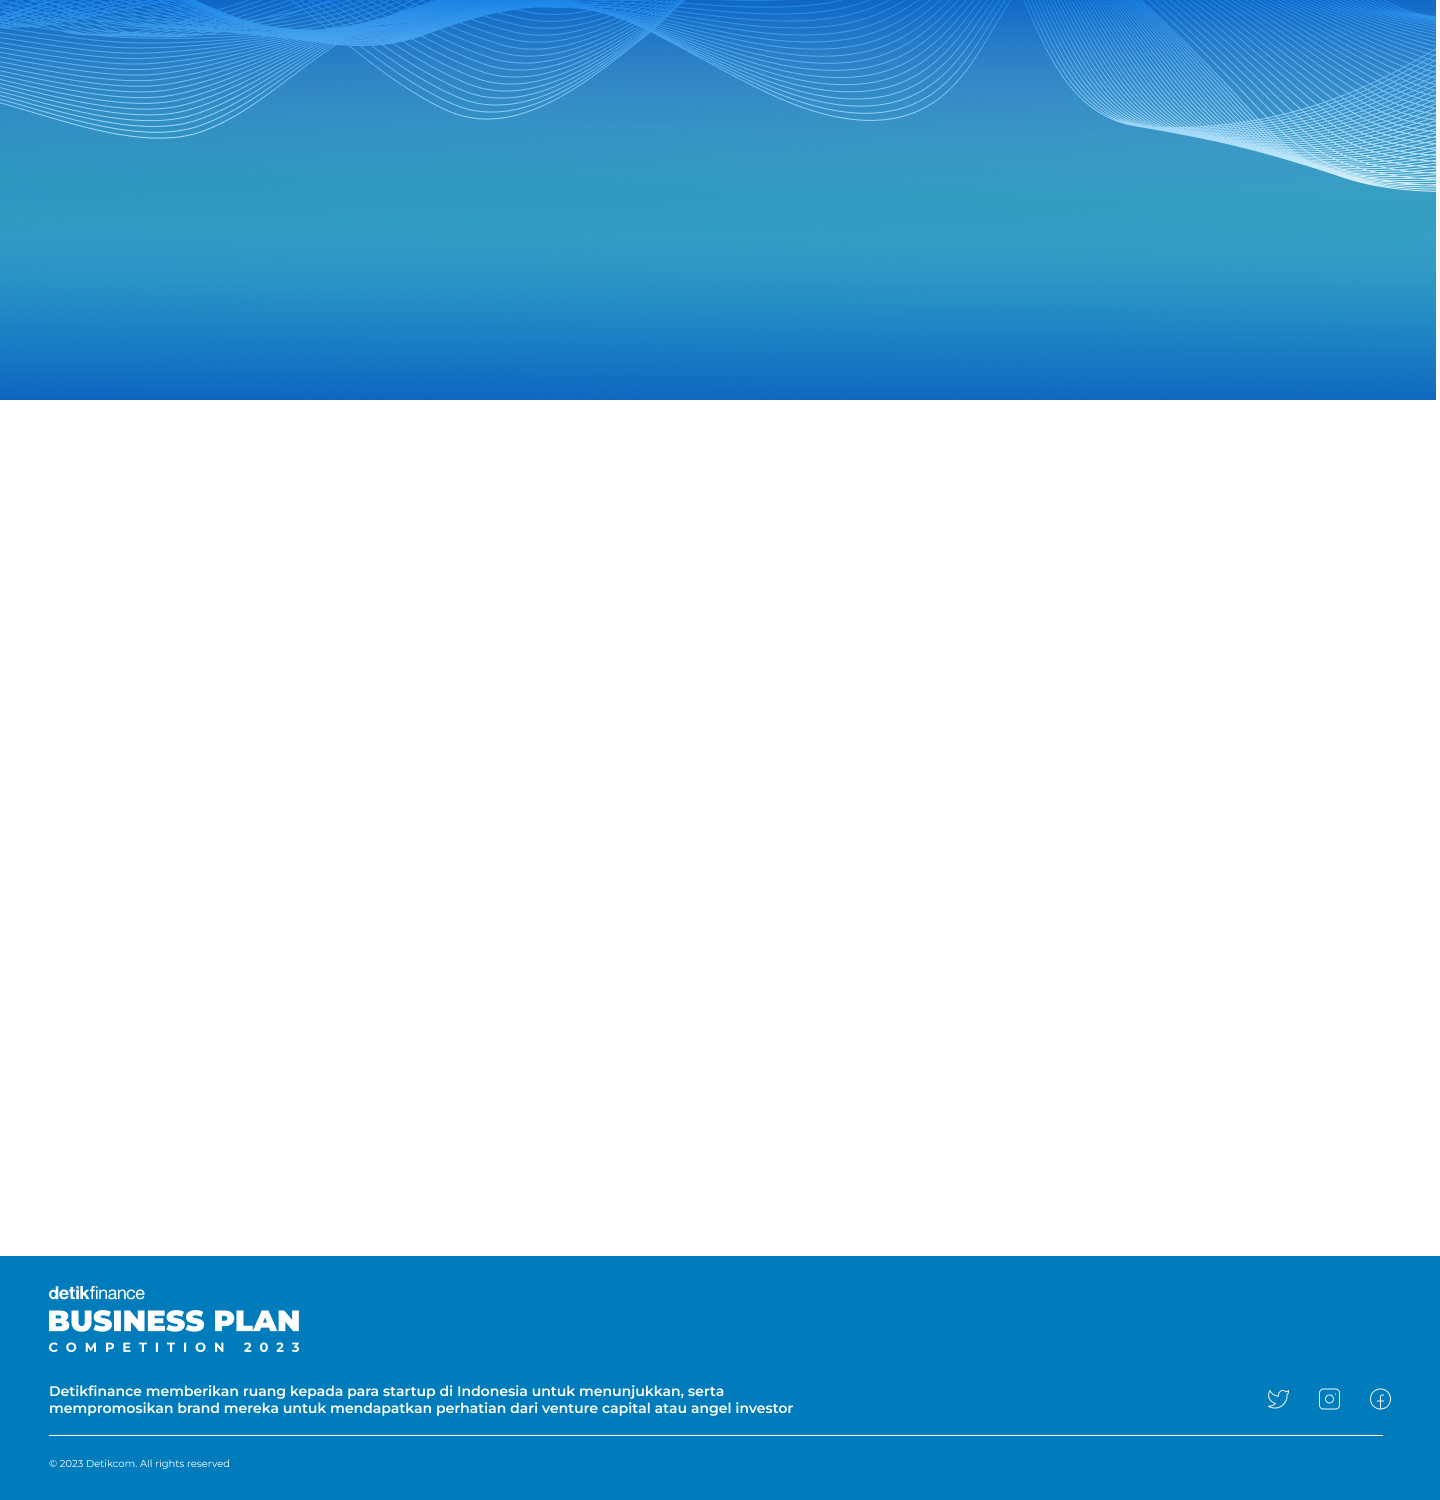 detikfinance
BUSINESS PLAN
COMPETITION 2023
Detikfinance memberikan ruang kepada para startup di Indonesia untuk menunjukkan, serta
mempromosikan brand mereka untuk mendapatkan perhatian dari venture capital atau angel investor
© 2023 Detikcom. All rights reserved